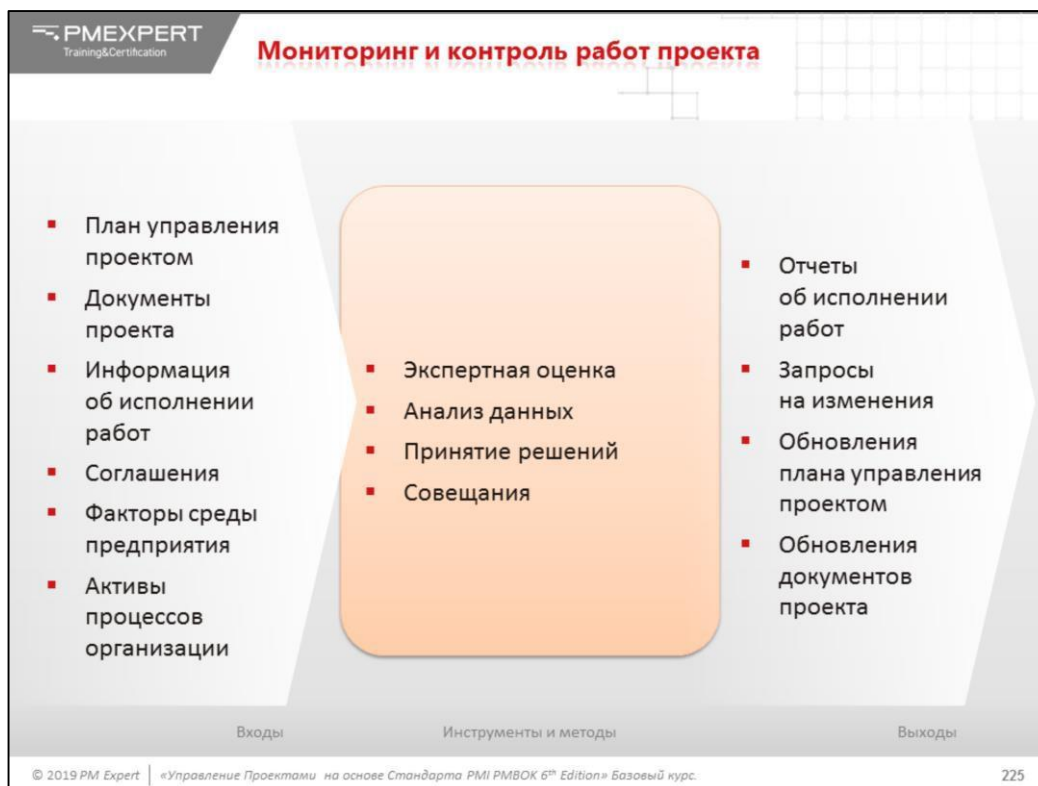 PMEXPERT
Training&Certification
Мониторинг и контроль работ проекта
План управления
проектом
Документы
проекта
Информация
об исполнении
работ
Соглашения
Факторы среды
предприятия
Активы
процессов
организации
Экспертная оценка
Анализ данных
Принятие решений
Совещания
Отчеты
об исполнении
работ
Запросы
на изменения
Обновления
плана управления
проектом
Обновления
документов
проекта
Входы
Инструменты и методы
Выходы
© 2019 PM Expert | «Управление Проектами на основе Стандарта PMI PMBOK 6th Edition» Базовый курс.
225